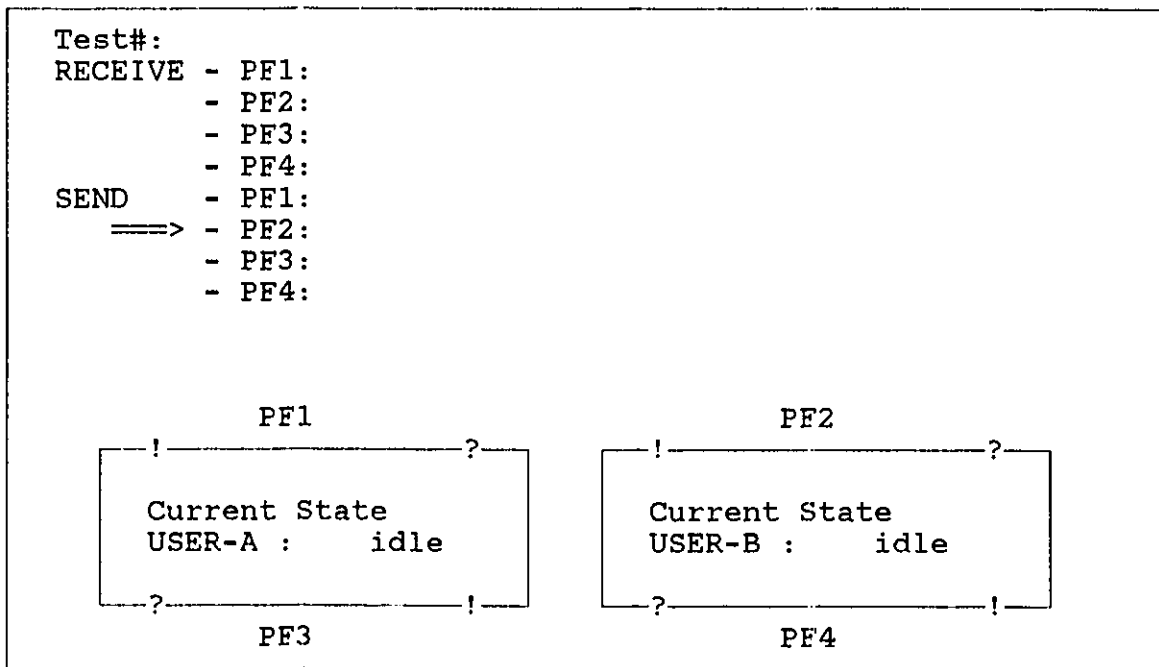 Test#:
RECEIVE - PF1:
- PF2:
- PF3:
- PF4:
SEND - PF1:
===> - PF2:
- PF3:
- PF4:
PF1 PF2
! ? ! ?
Current State Current State
USER-A : idle USER-B : idle
? ! ? !
PF3 PF4